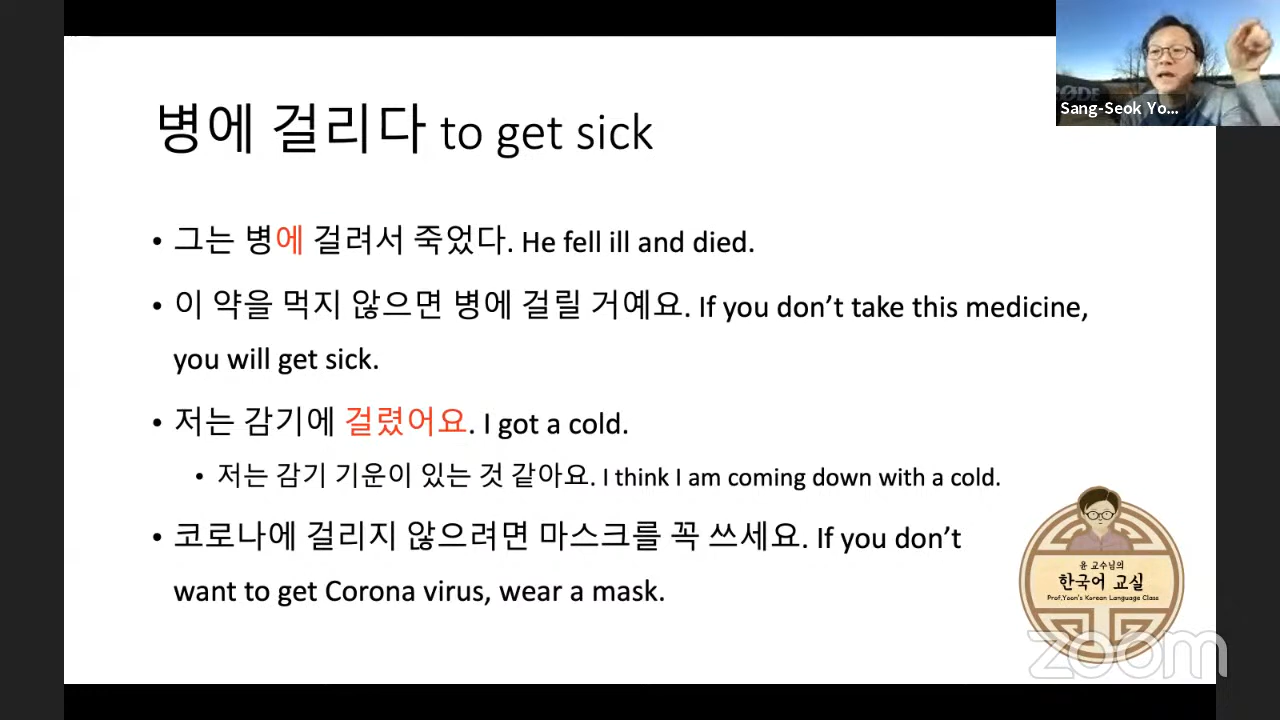 Sang-Seok Yo...
병에 걸리다 to get sick
• 그는 병에 걸려서 죽었다. He fell ill and died.
• 이 약을 먹지 않으면 병에 걸릴 거예요. If you don’t take this medicine,
you will get sick.
• 저는 감기에 걸렸어요. I got a cold.
• 저는 감기 기운이 있는 것 같아요. I think I am coming down with a cold.
• 코로나에 걸리지 않으려면 마스크를 꼭 쓰세요. If you don’t
want to get Corona virus, wear a mask.
윤 교수님의
한국어 교실
Prof.Yoon's Korean Language Class
zoom